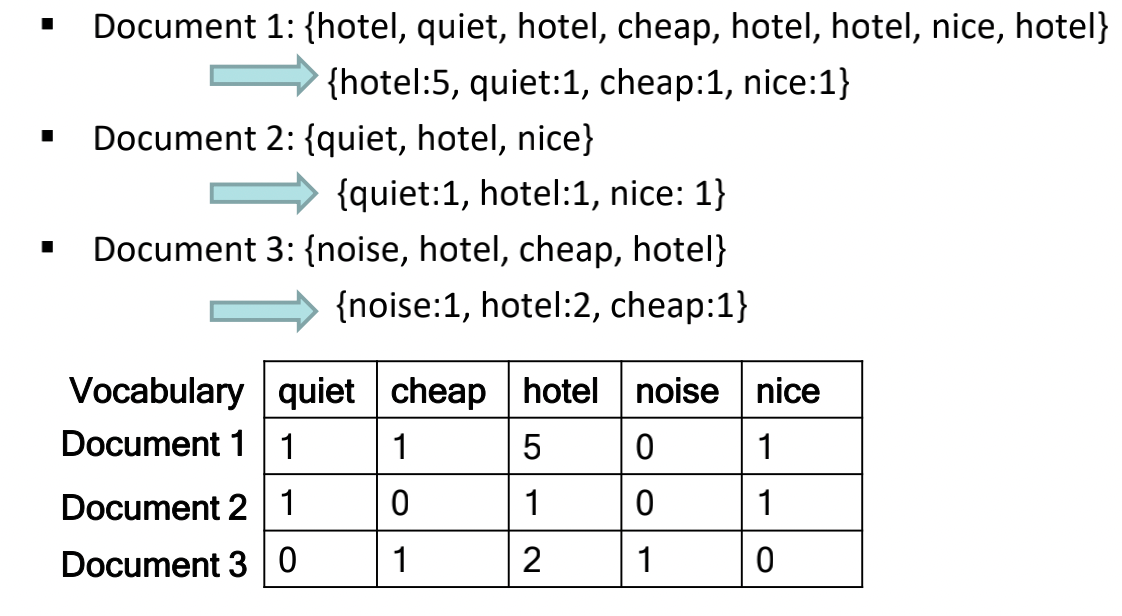 ▪ Document 1: {hotel, quiet, hotel, cheap, hotel, hotel, nice, hotel}
{hotel:5, quiet:1, cheap:1, nice:1}
▪ Document 2: {quiet, hotel, nice}
{quiet:1, hotel:1, nice: 1}
▪ Document 3: {noise, hotel, cheap, hotel}
{noise:1, hotel:2, cheap:1}
Vocabulary quiet cheap hotel noise nice
Document 1 1 1 5 0 1
Document 2 1 0 1 0 1
Document 3 0 1 2 1 0